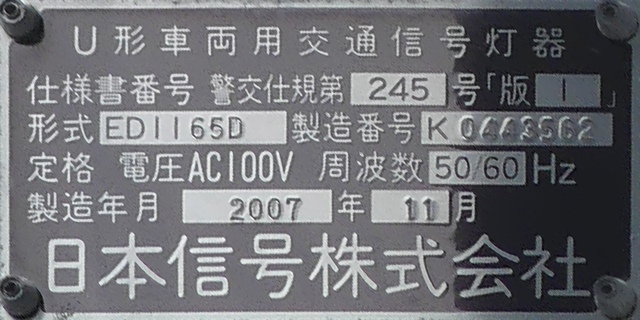 U形車両用交通信号灯器
仕様書番号 警交仕規第 245 号「版 1 」
形式 ED1165D 製造番号 K 0443562
定格 電圧AC100V 周波数 50/60 Hz
製造年月 2007 年 11 月
日本信号株式会社